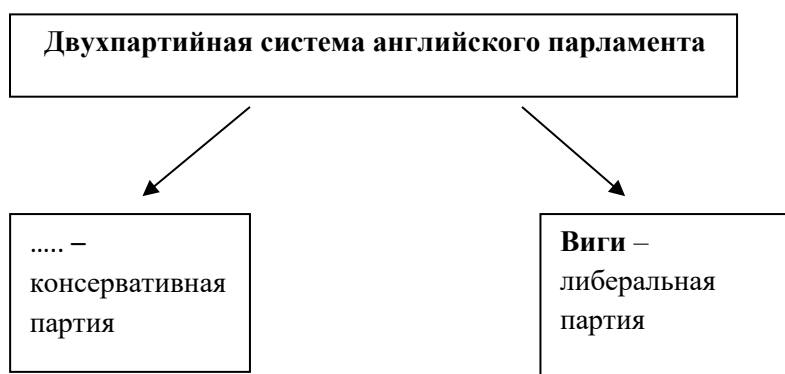 Двухпартийная система английского парламента
..... –
консервативная
партия
Виги –
либеральная
партия